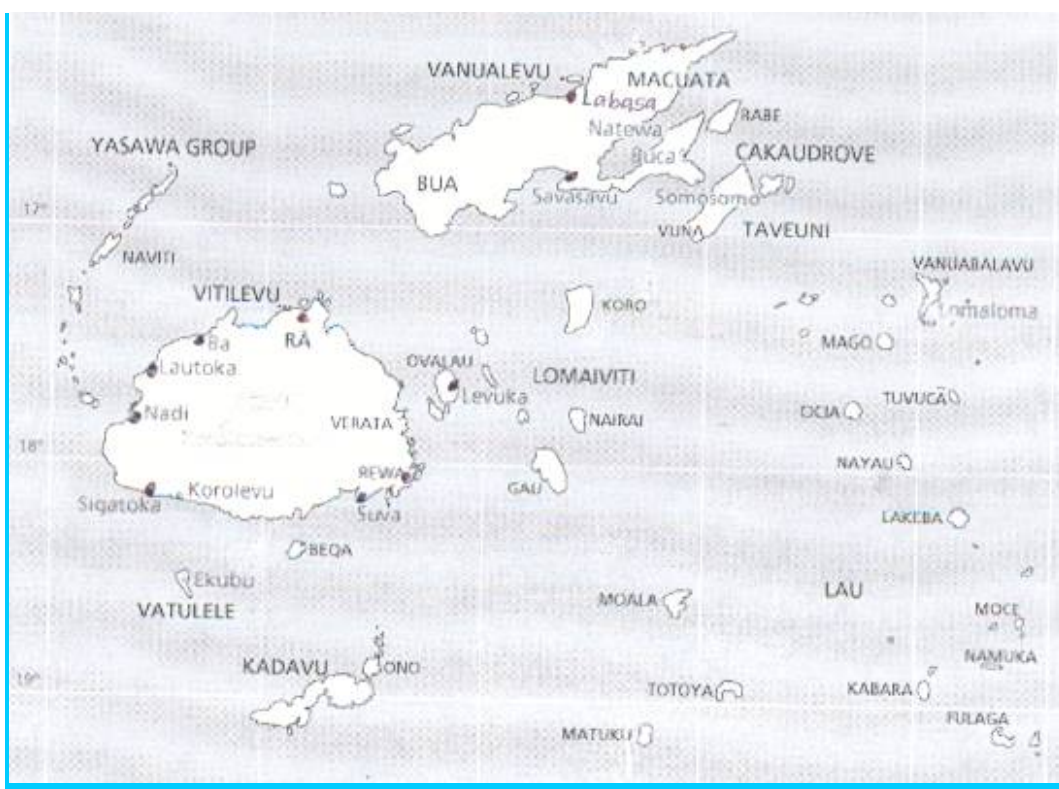 VANUALEVU
MACUATA
Labasa
RABE
Natewa
YASAWA GROUP
Buca
CAKAUDROVE
BUA
Savasavu
Somosomo
17°
VUNA
TAVEUNI
NAVITI
VANUABALAVU
VITILEVU
KORO
Lomaloma
RA
Ba
MAGO
OVALAU
Lautoka
LOMAIVITI
Levuka
TUVUCĀ
Nadi
VERATA
NAIRAI
CICIA
18°
NAYAU
REWA
GAU
Korolevu
Sigatoka
Suva
LAKEBA
BEQA
Ekubu
LAU
MOALA
VATULELE
MOCE
NAMUKA
KADAVU
ONO
19°
TOTOYA
KABARA
FULAGA
MATUKU